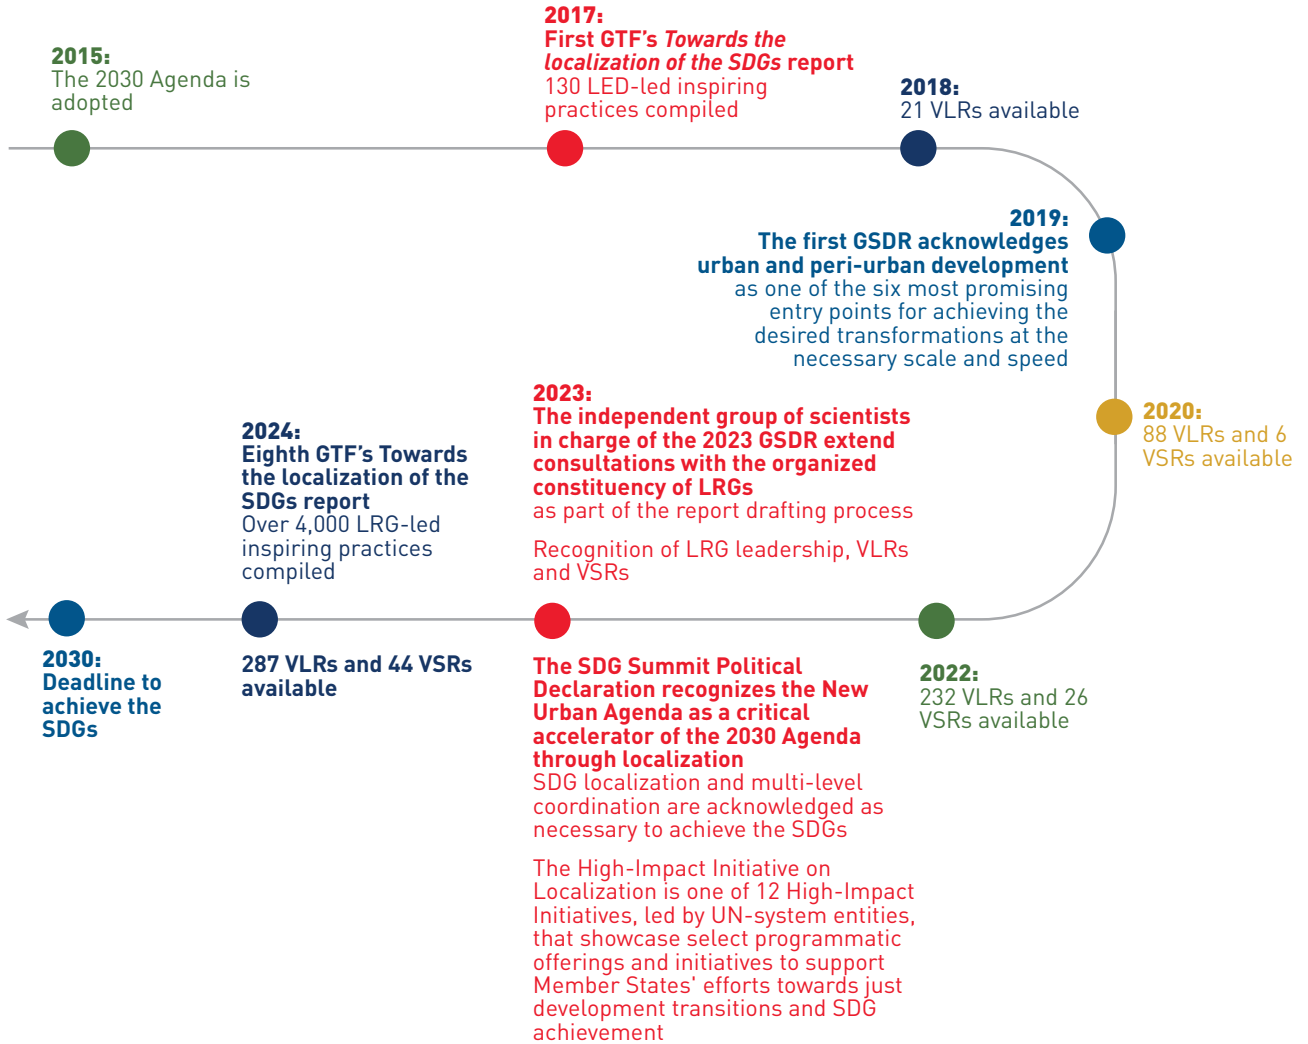 2015:
The 2030 Agenda is
adopted
2017:
First GTF's Towards the
localization of the SDGs report
130 LED-led inspiring
practices compiled
2018:
21 VLRs available
2019:
The first GSDR acknowledges
urban and peri-urban development
as one of the six most promising
entry points for achieving the
desired transformations at the
necessary scale and speed
2020:
88 VLRs and 6
VSRs available
2022:
232 VLRs and 26
VSRs available
2023:
The independent group of scientists
in charge of the 2023 GSDR extend
consultations with the organized
constituency of LRGs
as part of the report drafting process
Recognition of LRG leadership, VLRs
and VSRs
The SDG Summit Political
Declaration recognizes the New
Urban Agenda as a critical
accelerator of the 2030 Agenda
through localization
SDG localization and multi-level
coordination are acknowledged as
necessary to achieve the SDGs
The High-Impact Initiative on
Localization is one of 12 High-Impact
Initiatives, led by UN-system entities,
that showcase select programmatic
offerings and initiatives to support
Member States' efforts towards just
development transitions and SDG
achievement
2024:
Eighth GTF's Towards
the localization of the
SDGs report
Over 4,000 LRG-led
inspiring practices
compiled
287 VLRs and 44 VSRs
available
2030:
Deadline to
achieve the
SDGs